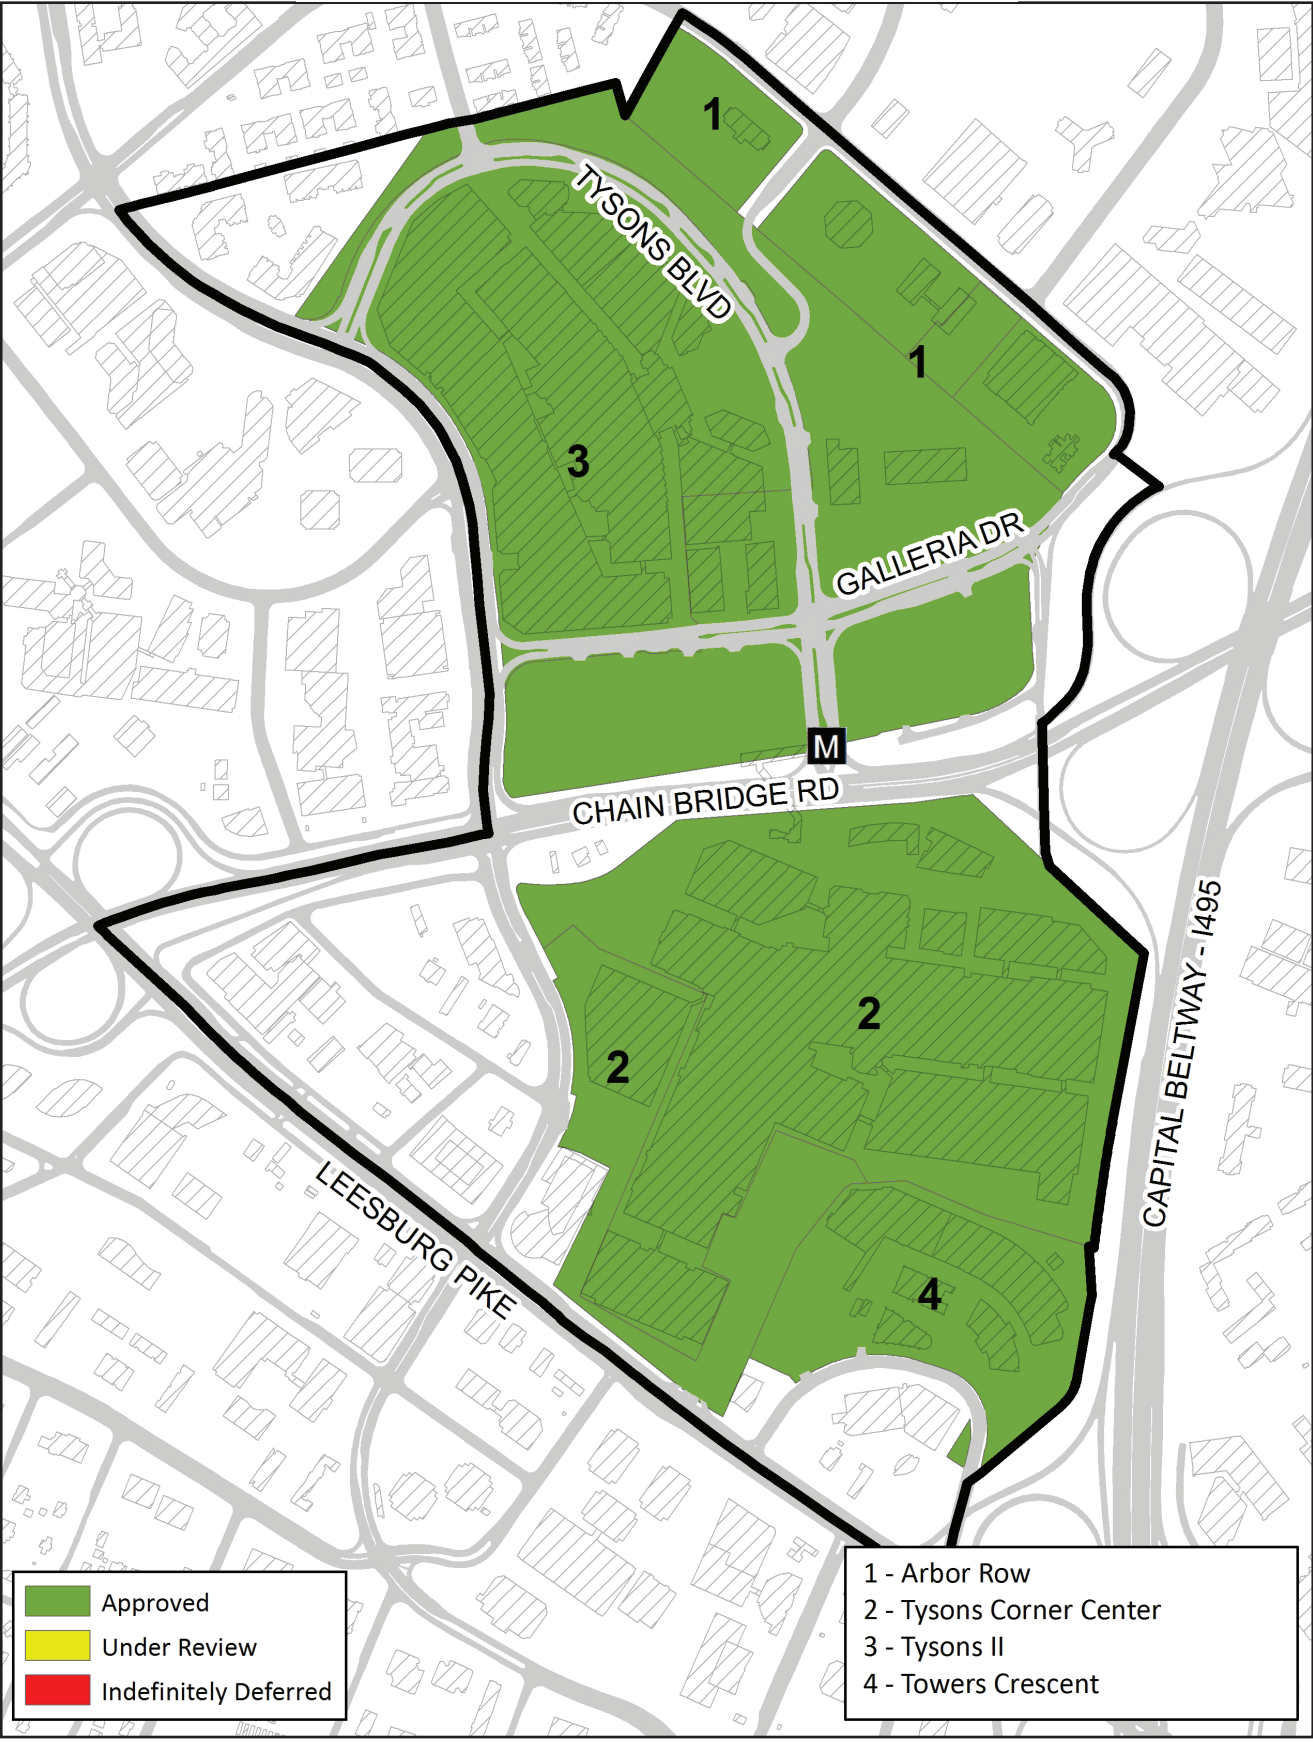 1
TYSONS BLVD
1
3
GALLERIA DR
M
CHAIN BRIDGE RD
2
2
CAPITAL BELTWAY - I495
LEESBURG PIKE
4
Approved
Under Review
Indefinitely Deferred
1 - Arbor Row
2 - Tysons Corner Center
3 - Tysons II
4 - Towers Crescent